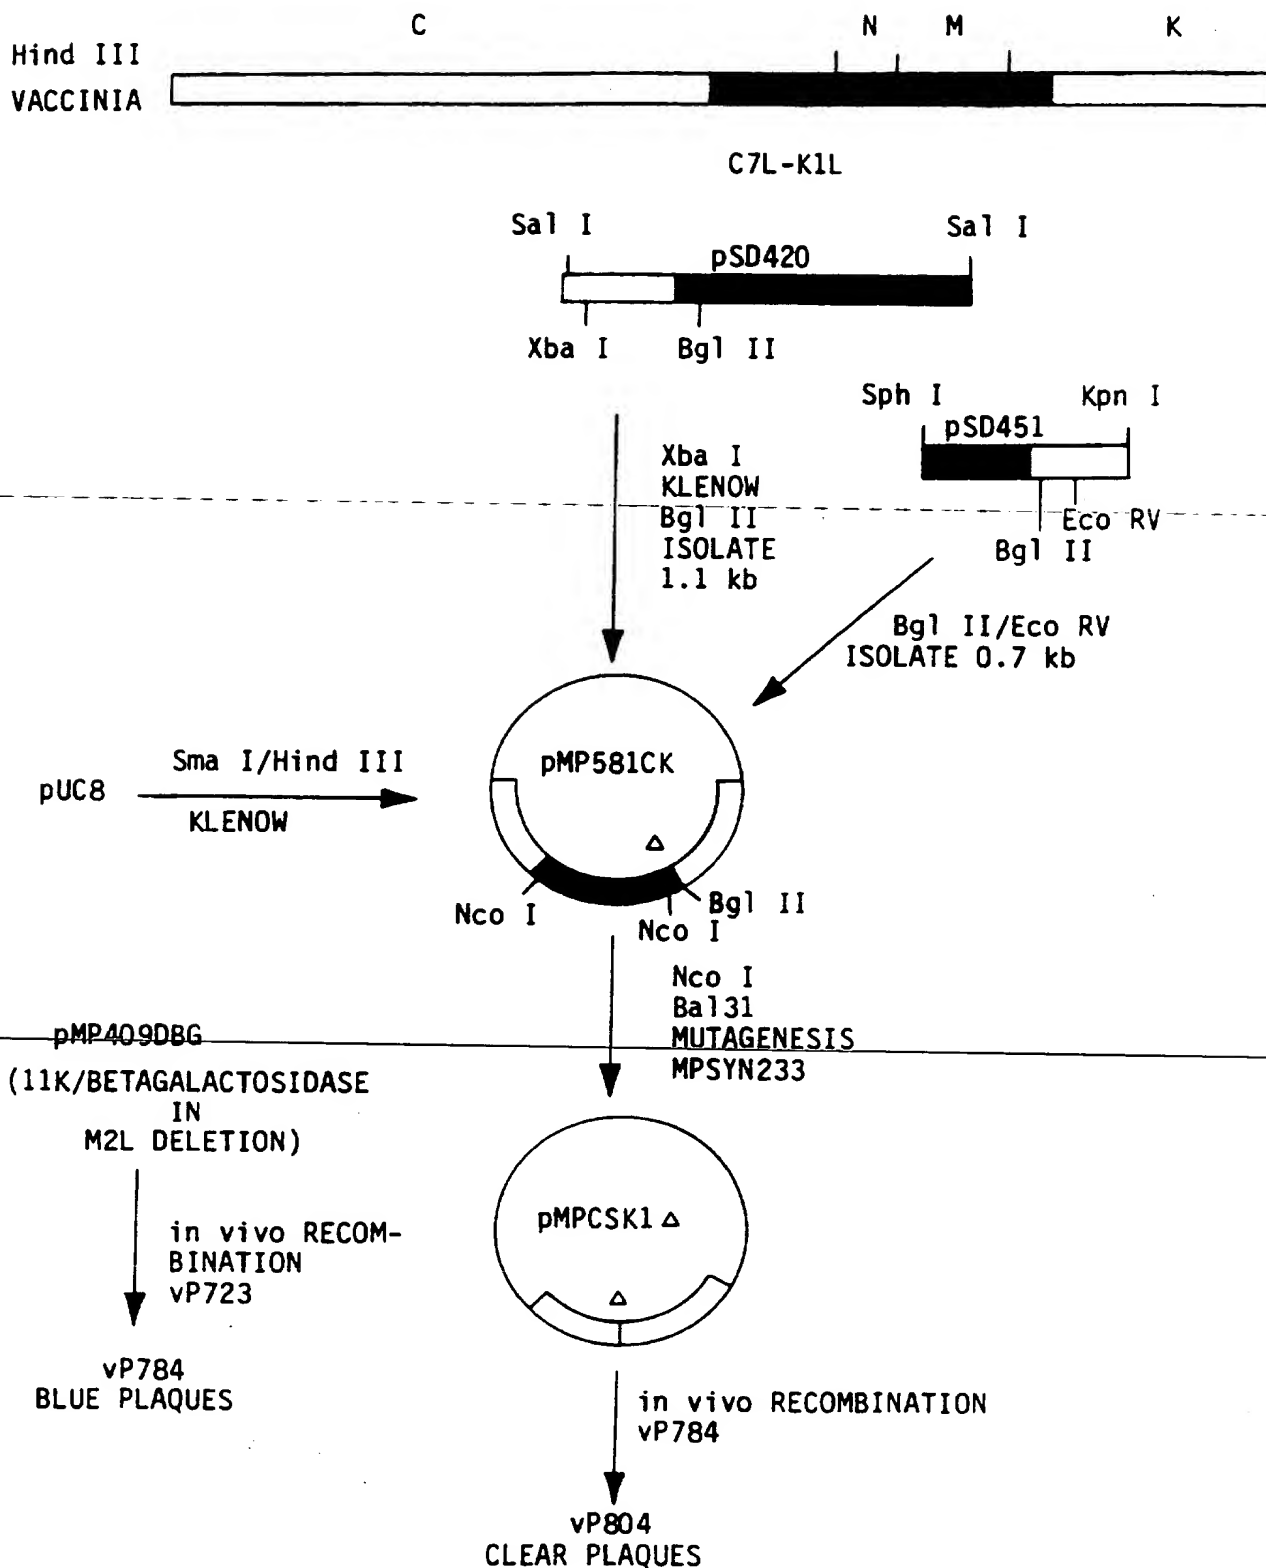 C N M K
Hind III
VACCINIA
C7L-K1L
Sal I Sal I
pSD420
Xba I Bgl II
Sph I Kpn I
pSD451
Xba I
KLENOW
Bgl II
ISOLATE
1.1 kb
Eco RV
Bgl II
Bgl II/Eco RV
ISOLATE 0.7 kb
pUC8
Sma I/Hind III
KLENOW
pMP581CK
Δ
Nco I
Nco I
Bgl II
Nco I
Bal31
MUTAGENESIS
MPSYN233
pMP409DBG
(11K/BETAGALACTOSIDASE
IN
M2L DELETION)
in vivo RECOM-
BINATION
vP723
vP784
BLUE PLAQUES
pMPCSK1 Δ
Δ
in vivo RECOMBINATION
vP784
vP804
CLEAR PLAQUES